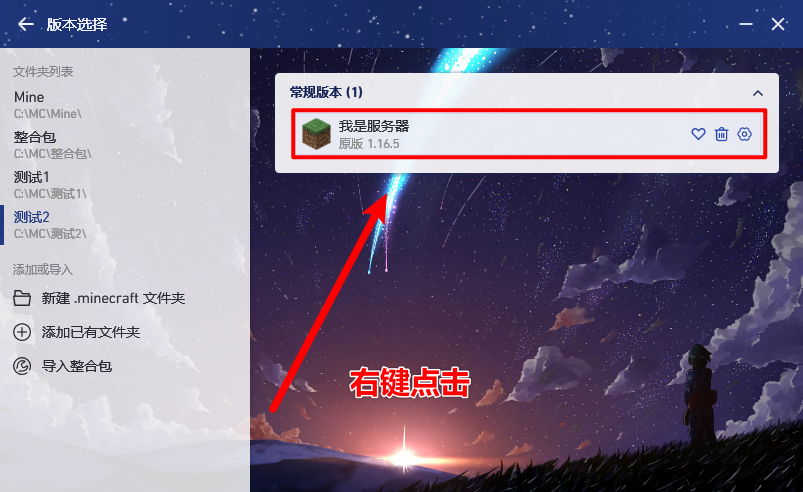 版本选择
文件夹列表
Mine
C:\MC\Mine\
整合包
C:\MC\整合包\
测试1
C:\MC\测试1\
测试2
C:\MC\测试2\
添加或导入
新建 .minecraft 文件夹
添加已有文件夹
导入整合包
常规版本 (1)
我是服务器
原版 1.16.5
右键点击